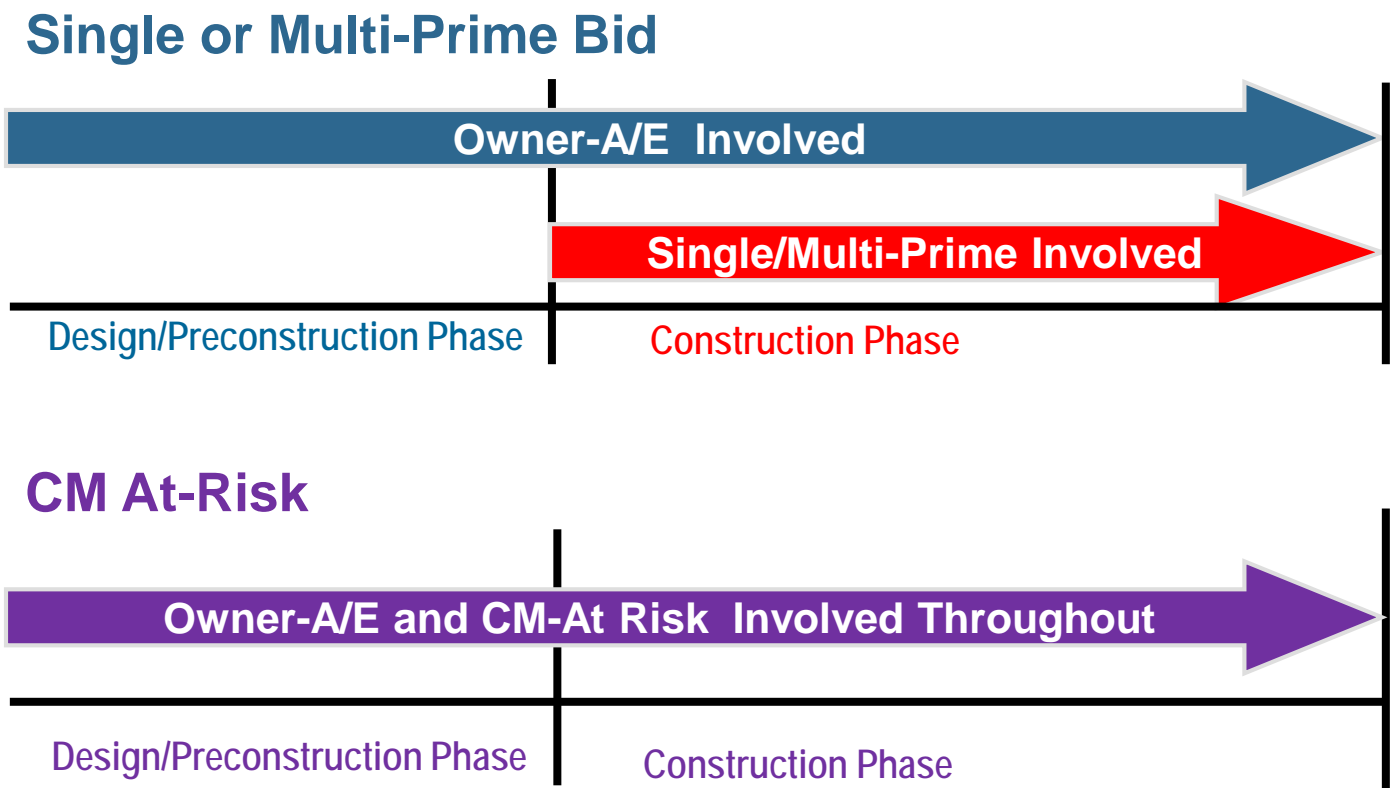 Single or Multi-Prime Bid
Owner-A/E Involved
Single/Multi-Prime Involved
Design/Preconstruction Phase
Construction Phase
CM At-Risk
Owner-A/E and CM-At Risk Involved Throughout
Design/Preconstruction Phase
Construction Phase